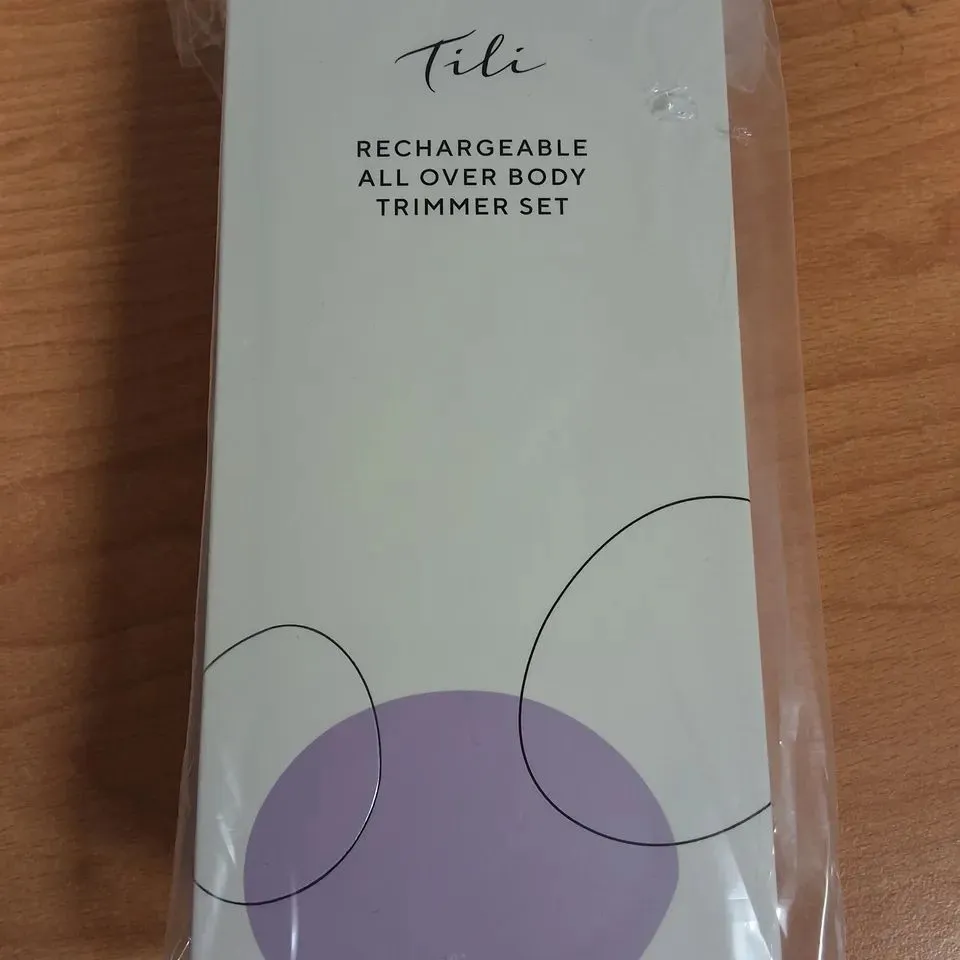 Tili
RECHARGEABLE
ALL OVER BODY
TRIMMER SET